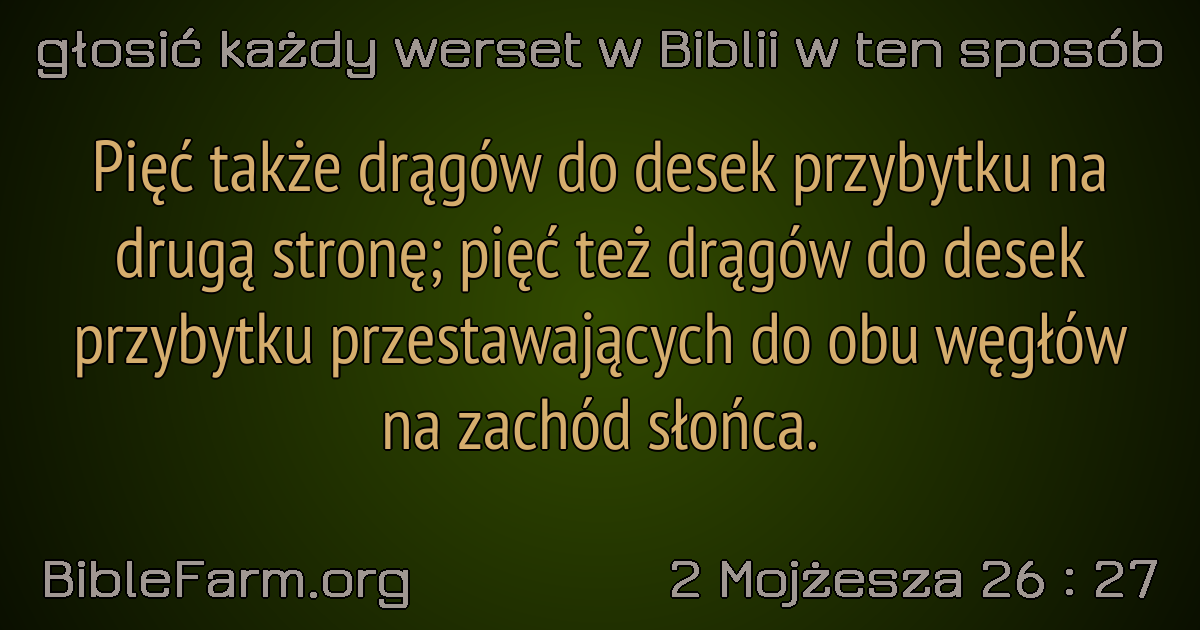 głosić każdy werset w Biblii w ten sposób
Pięć także drągów do desek przybytku na
drugą stronę; pięć też drągów do desek
przybytku przestawających do obu węgłów
na zachód słońca.
BibleFarm.org
2 Mojżesza 26 : 27